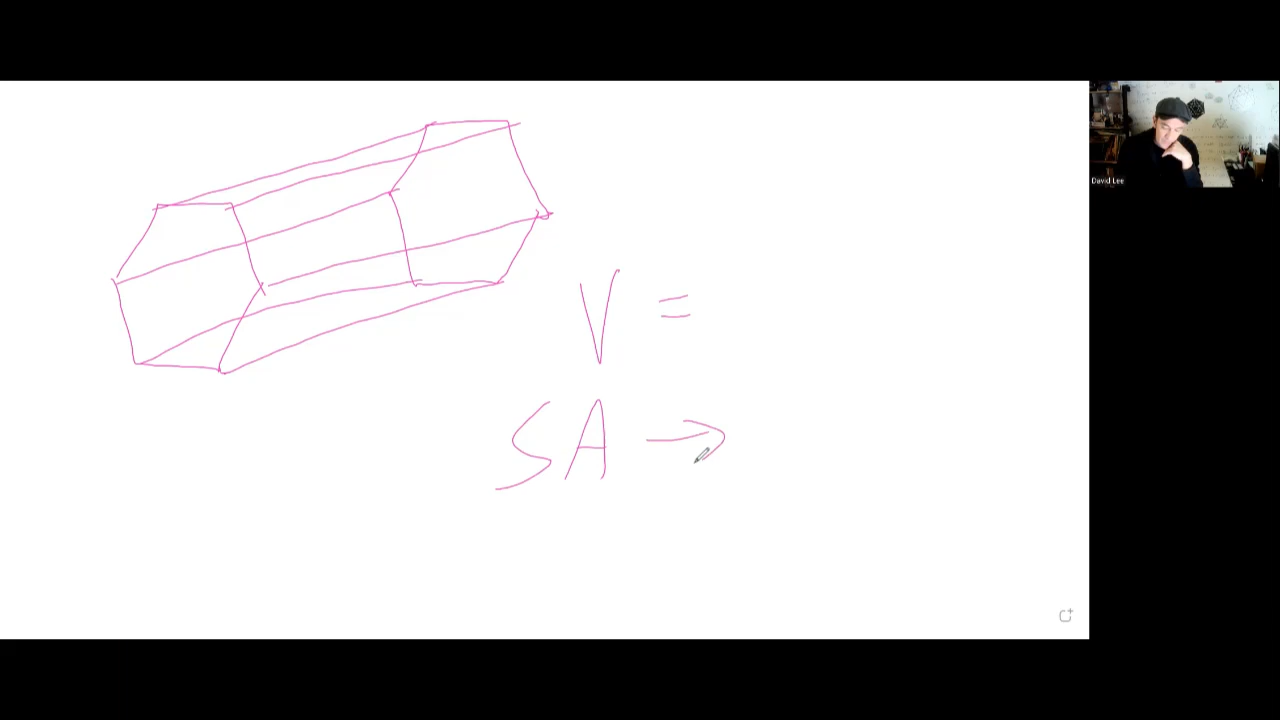 David Lee
V =
SA →